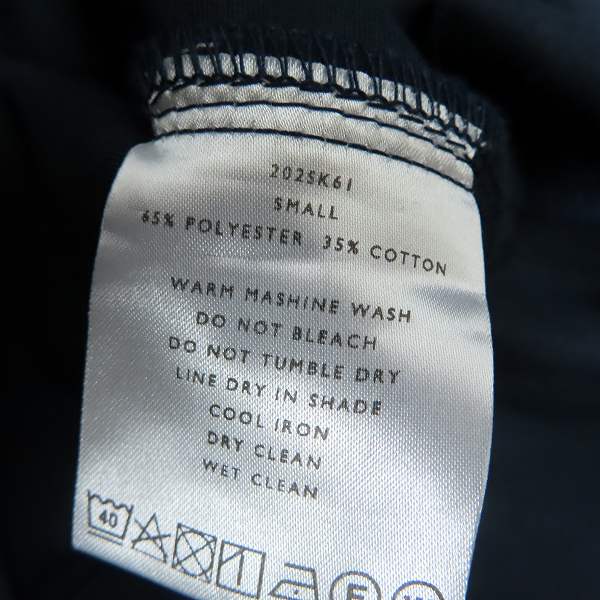 202SK61
SMALL
65% POLYESTER 35% COTTON
WARM MASHINE WASH
DO NOT BLEACH
DO NOT TUMBLE DRY
LINE DRY IN SHADE
COOL IRON
DRY CLEAN
WET CLEAN
40